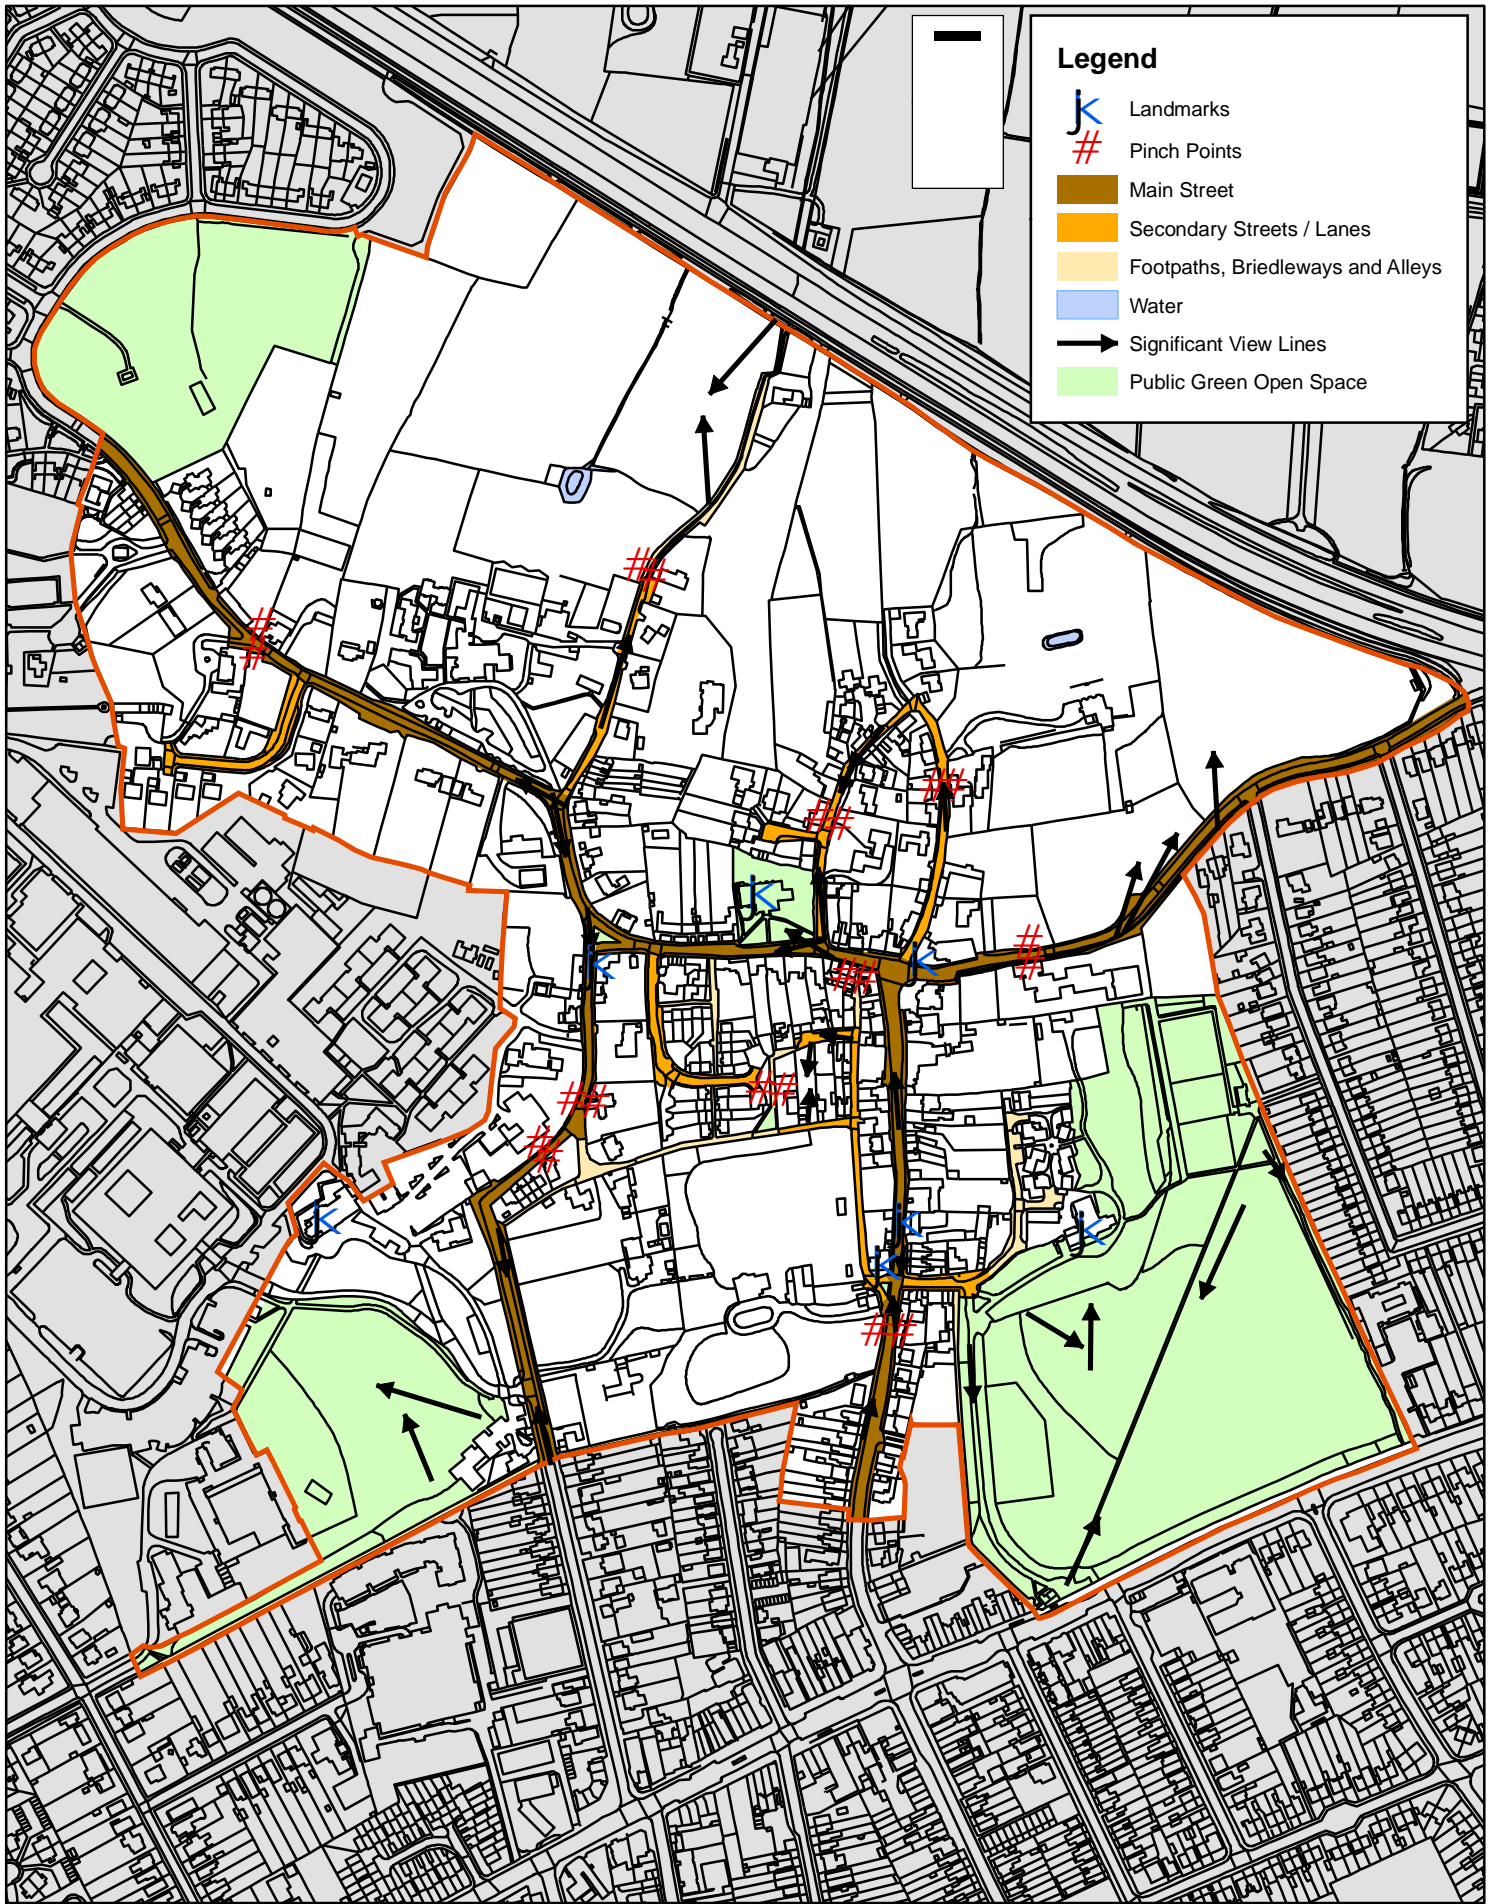 Legend
Landmarks
Pinch Points
Main Street
Secondary Streets / Lanes
Footpaths, Briedleways and Alleys
Water
Significant View Lines
Public Green Open Space